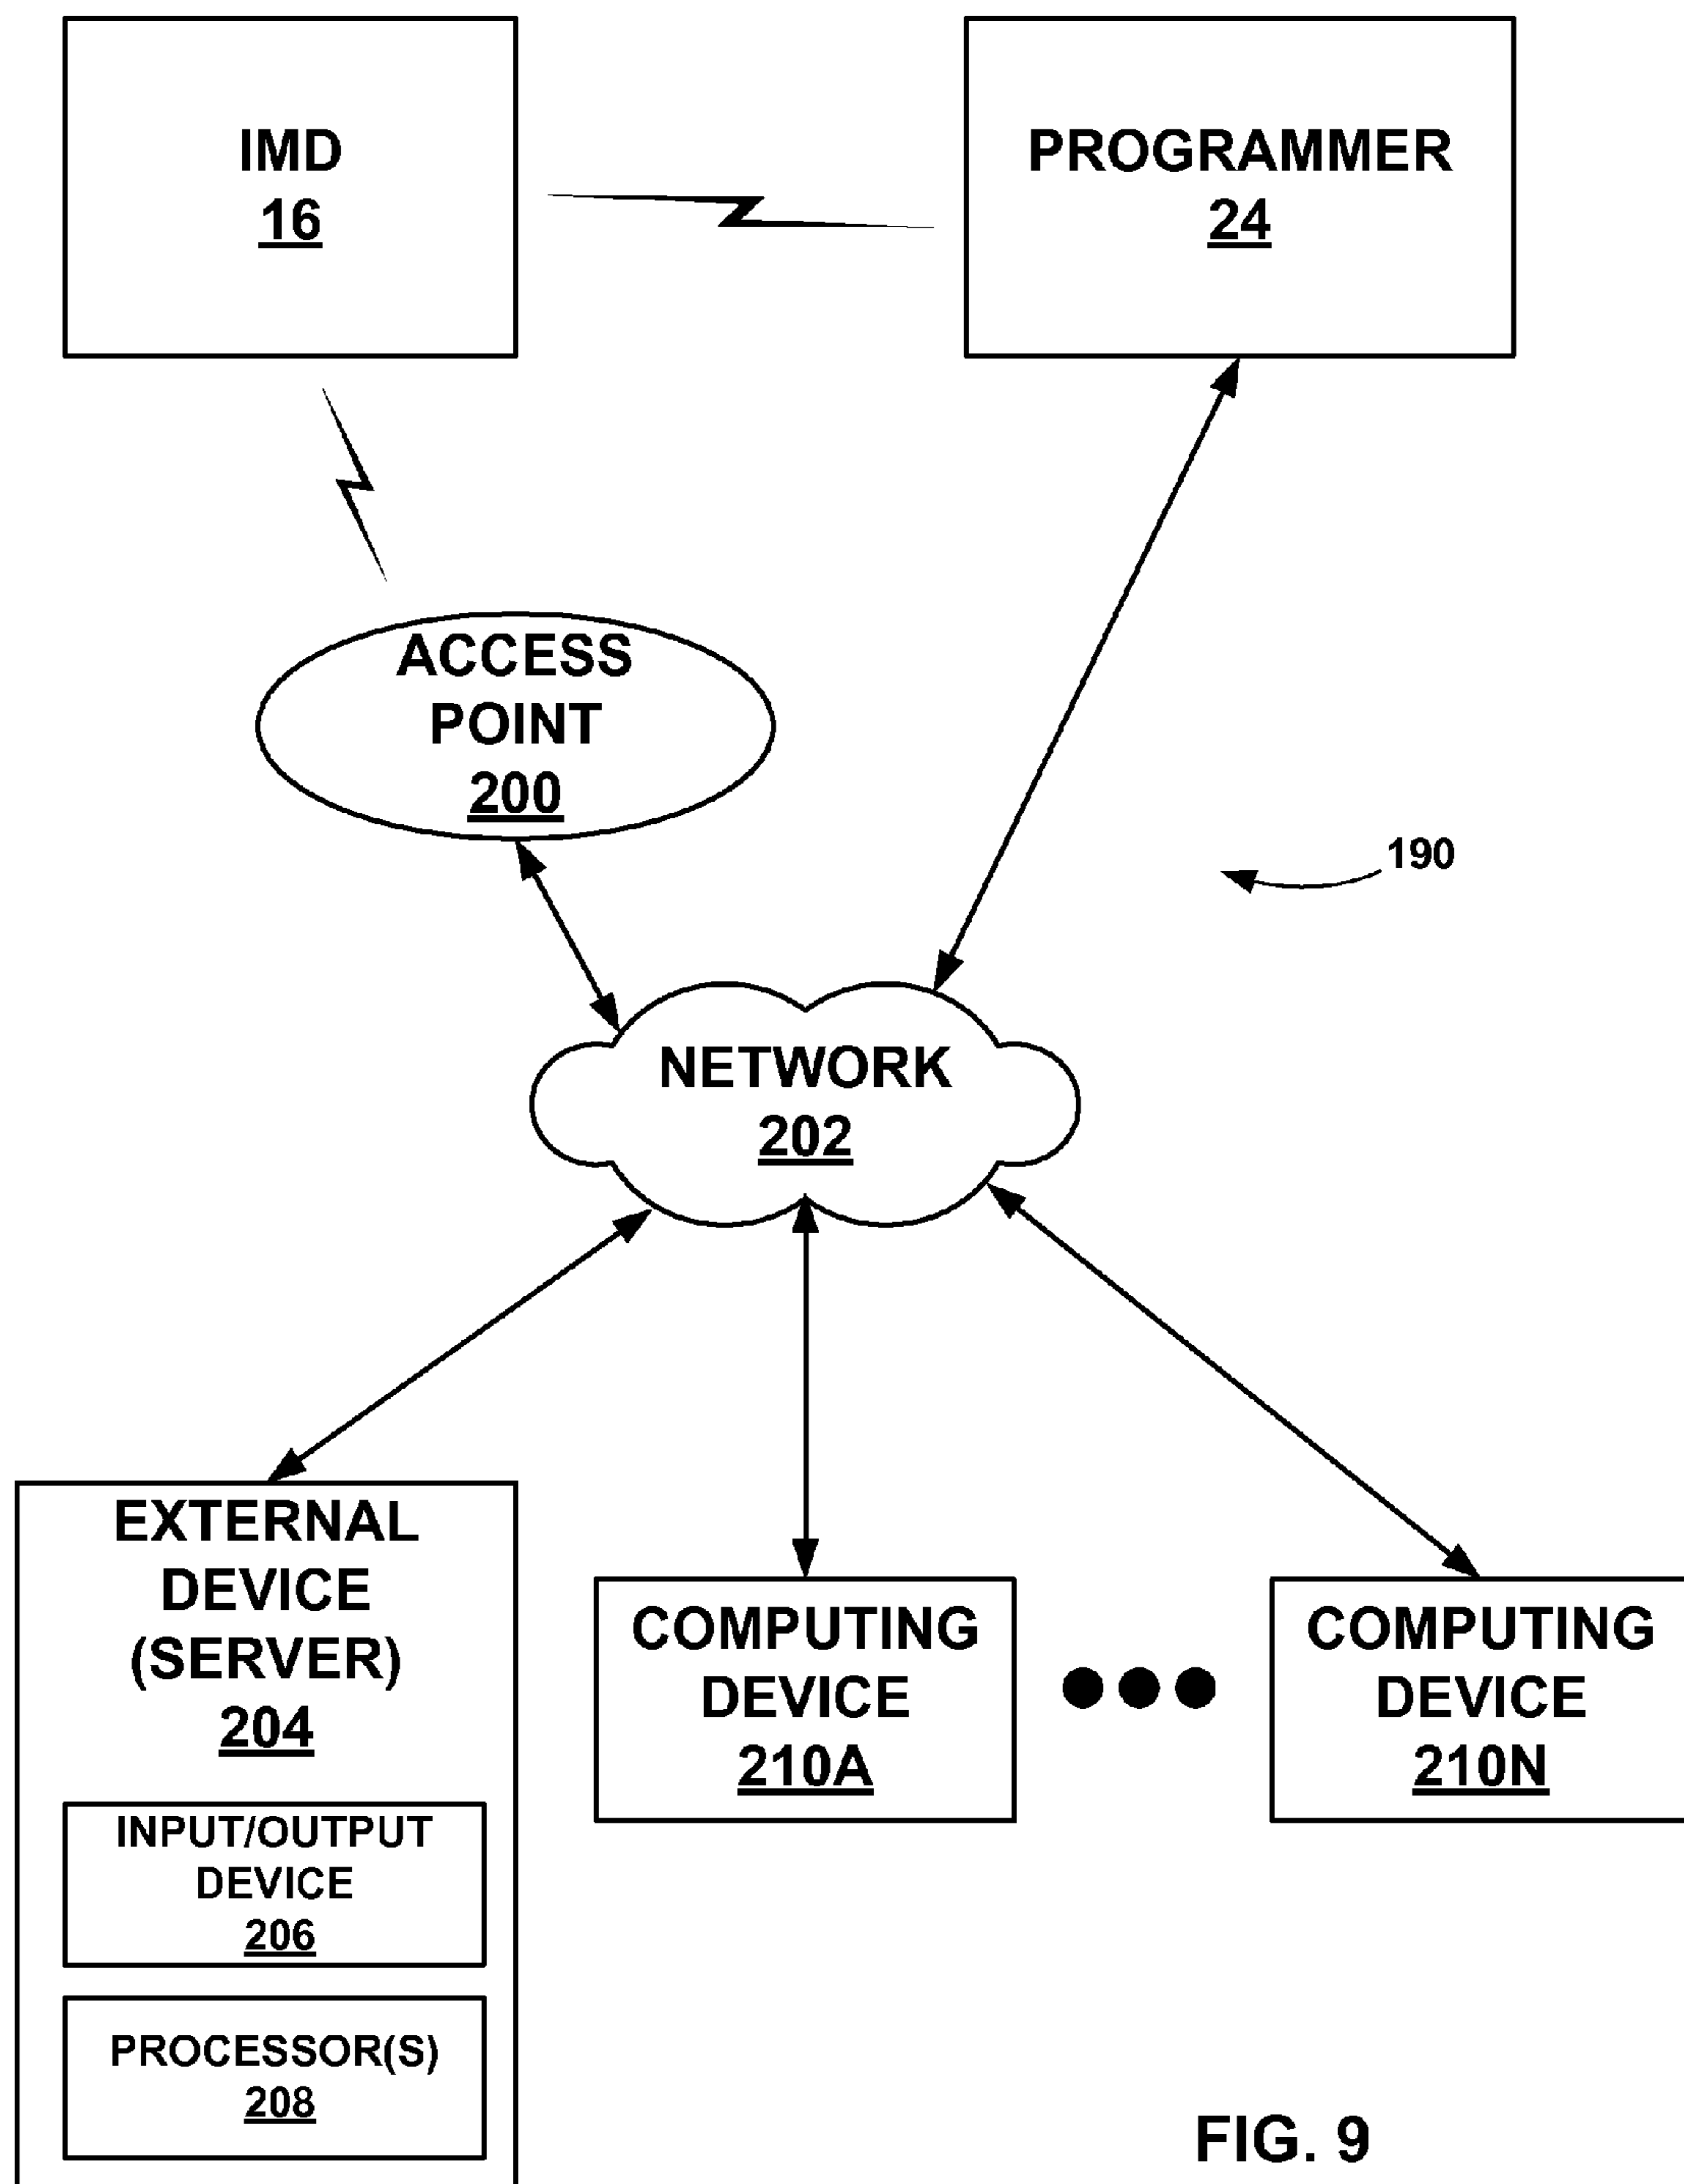 IMD
16
PROGRAMMER
24
ACCESS
POINT
200
190
NETWORK
202
EXTERNAL
DEVICE
(SERVER)
204
INPUT/OUTPUT
DEVICE
206
PROCESSOR(S)
208
COMPUTING
DEVICE
210A
COMPUTING
DEVICE
210N
FIG. 9